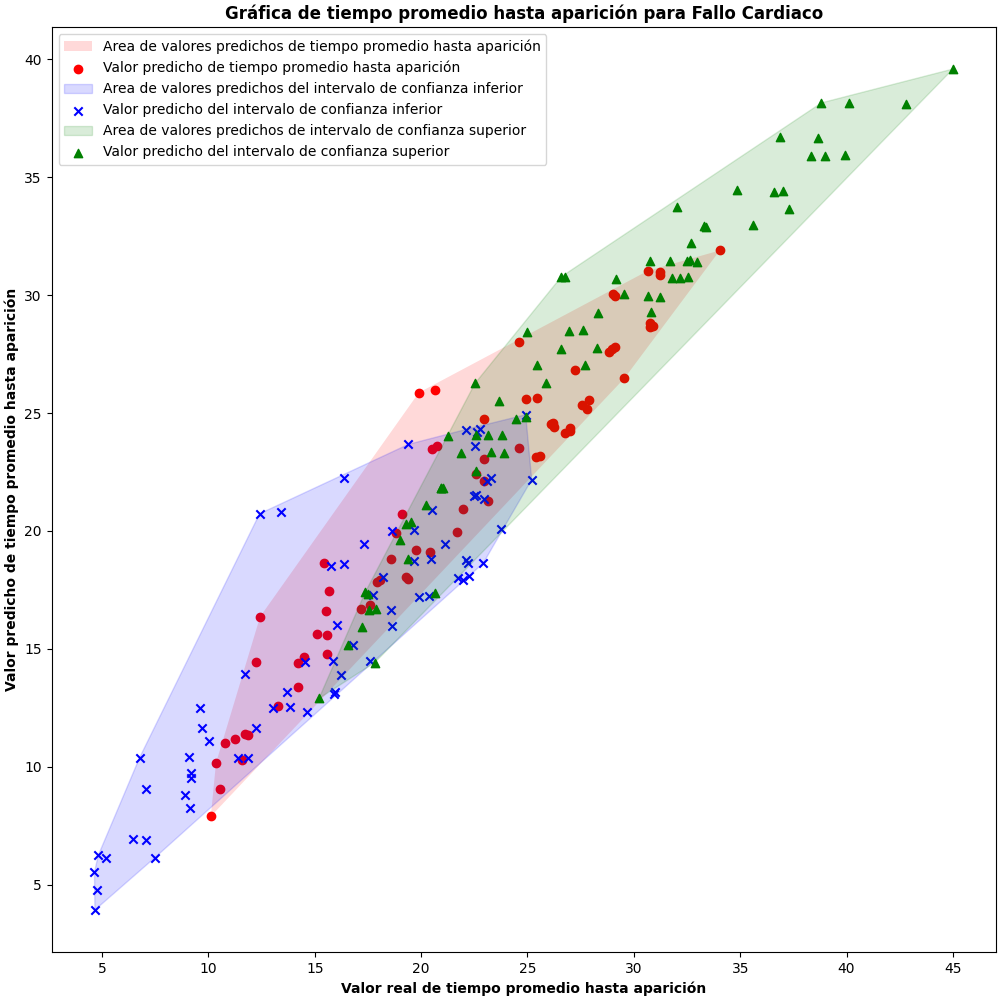 Gráfica de tiempo promedio hasta aparición para Fallo Cardiaco
Area de valores predichos de tiempo promedio hasta aparición
Valor predicho de tiempo promedio hasta aparición
Area de valores predichos del intervalo de confianza inferior
Valor predicho del intervalo de confianza inferior
Area de valores predichos de intervalo de confianza superior
Valor predicho del intervalo de confianza superior
Valor predicho de tiempo promedio hasta aparición
40
35
30
25
20
15
10
5
5 10 15 20 25 30 35 40 45
Valor real de tiempo promedio hasta aparición